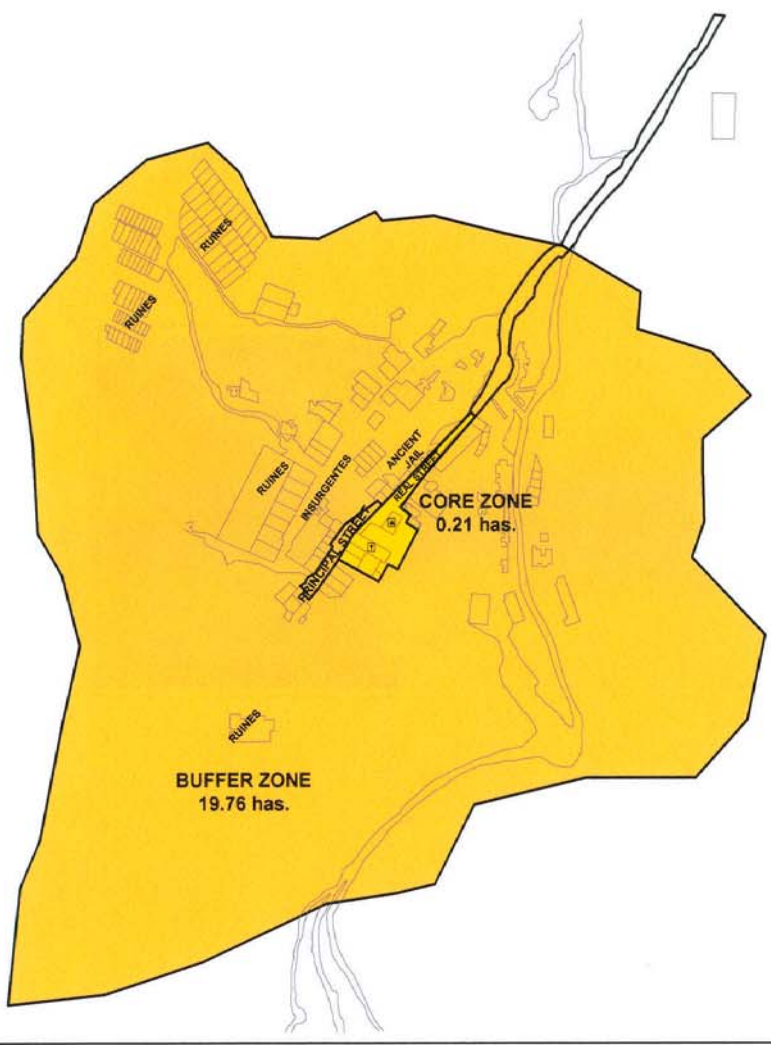 RUINES
RUINES
RUINES
INSURGENTES
ANCIENT
JAIL
REAL STREET
PRINCIPAL STREET
CORE ZONE
0.21 has.
RUINES
BUFFER ZONE
19.76 has.